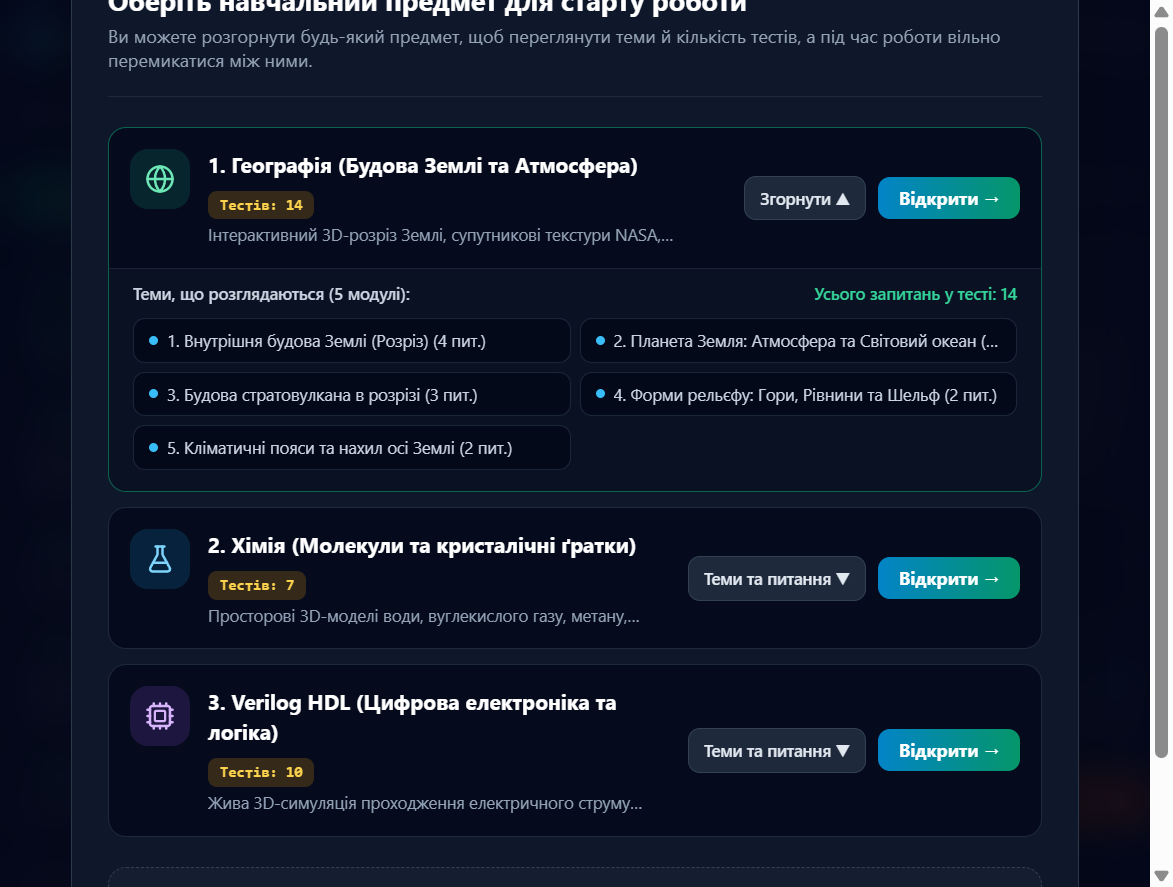 Оберіть навчальний предмет для старту роботи
Ви можете розгорнути будь-який предмет, щоб переглянути теми й кількість тестів, а під час роботи вільно
перемикатися між ними.
1. Географія (Будова Землі та Атмосфера)
Тестів: 14
Інтерактивний 3D-розріз Землі, супутникові текстури NASA,...
Згорнути ▲
Відкрити →
Теми, що розглядаються (5 модулі):
Усього запитань у тесті: 14
1. Внутрішня будова Землі (Розріз) (4 пит.)
2. Планета Земля: Атмосфера та Світовий океан (...
3. Будова стратовулкана в розрізі (3 пит.)
4. Форми рельєфу: Гори, Рівнини та Шельф (2 пит.)
5. Кліматичні пояси та нахил осі Землі (2 пит.)
2. Хімія (Молекули та кристалічні ґратки)
Тестів: 7
Просторові 3D-моделі води, вуглекислого газу, метану,...
Теми та питання ▼
Відкрити →
3. Verilog HDL (Цифрова електроніка та
логіка)
Тестів: 10
Жива 3D-симуляція проходження електричного струму...
Теми та питання ▼
Відкрити →